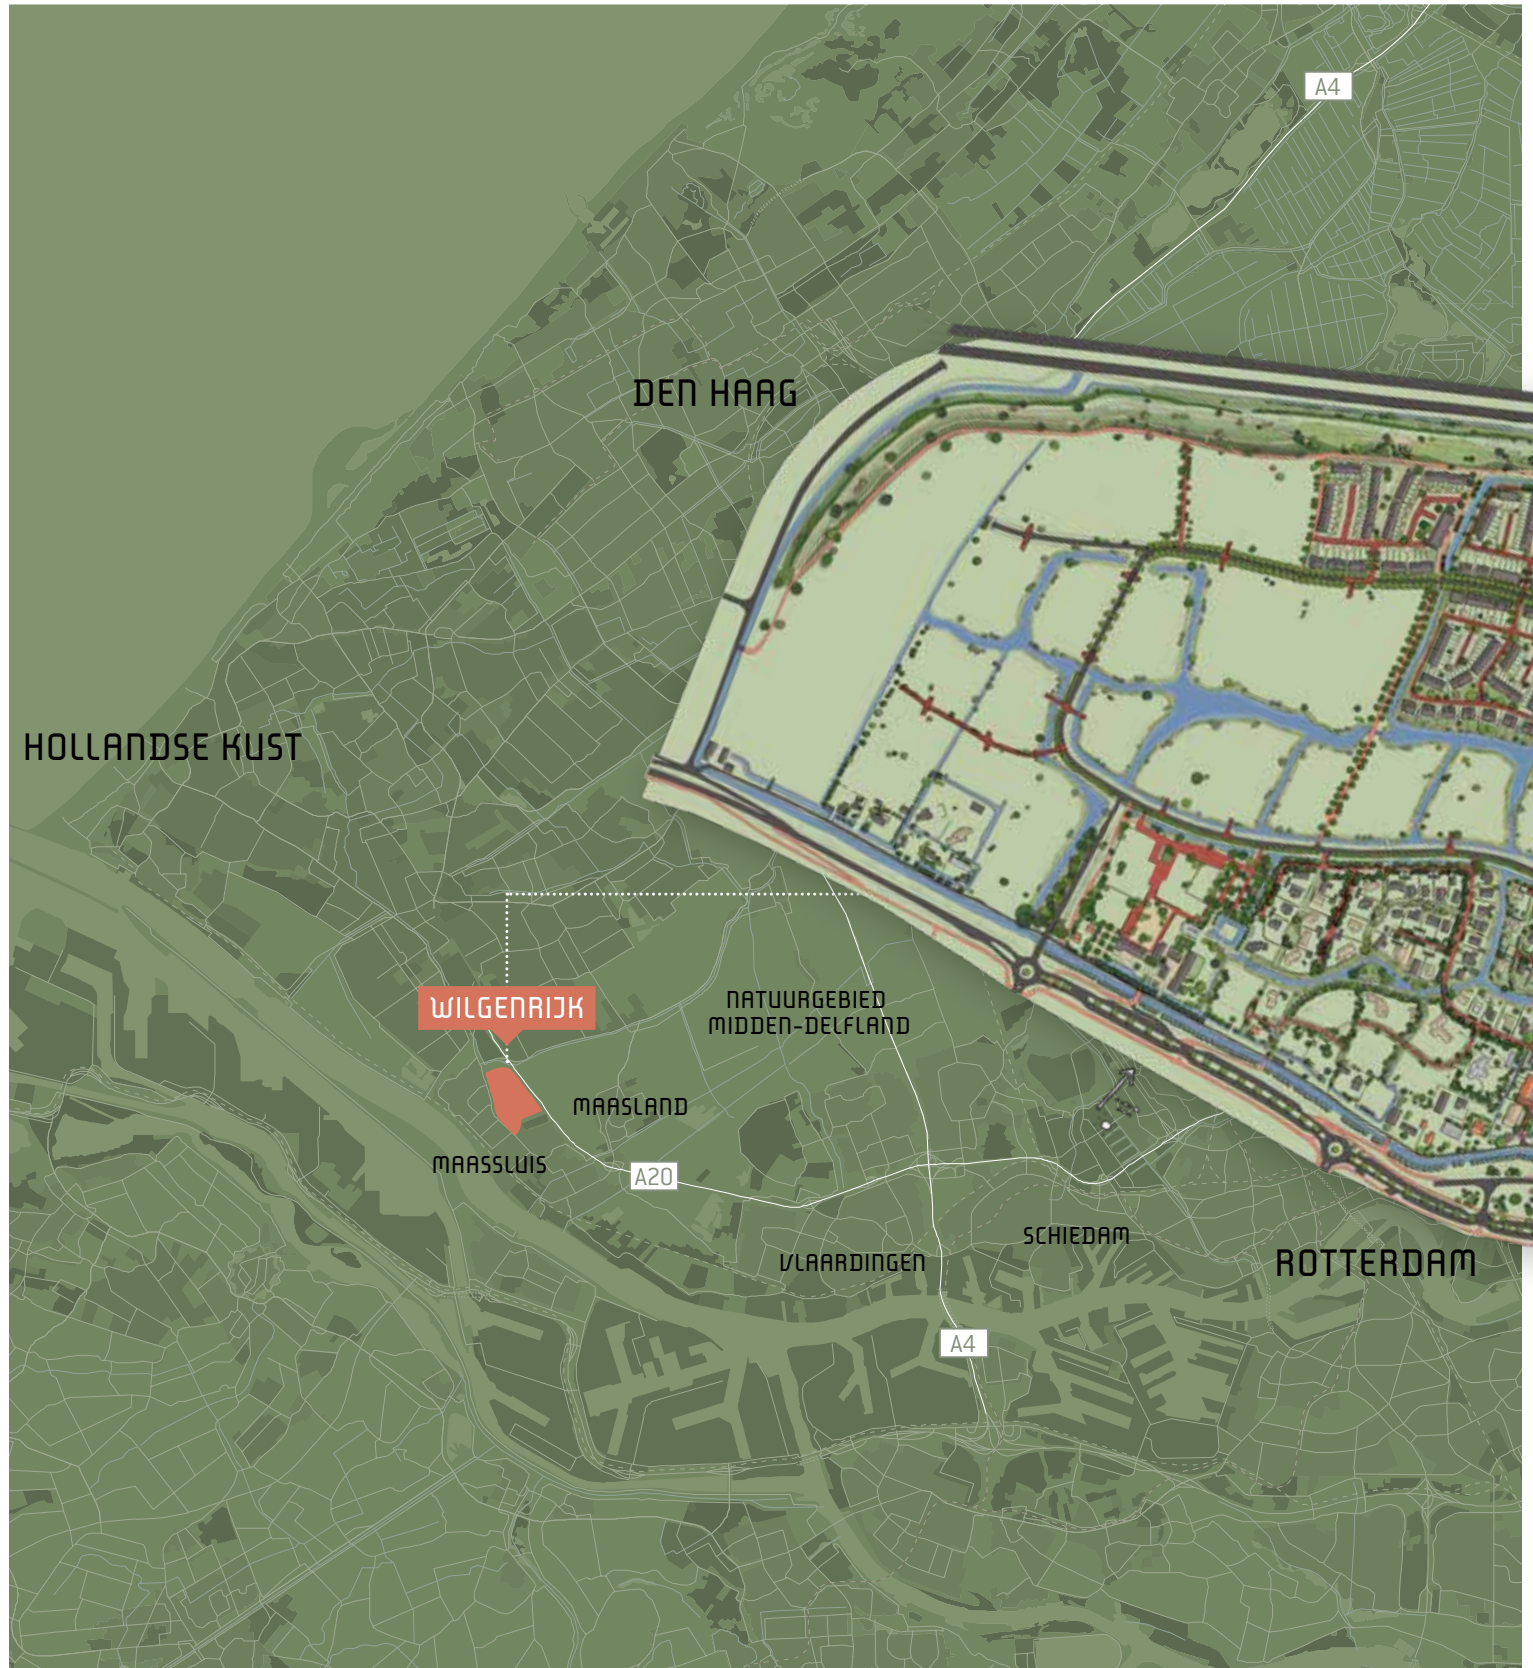 A4
DEN HAAG
HOLLANDSE KUST
WILGENRIJK
NATUURGEBIED
MIDDEN-DELFLAND
MAASLAND
MAASSLUIS
A20
SCHIEDAM
VLAARDINGEN
ROTTERDAM
A4